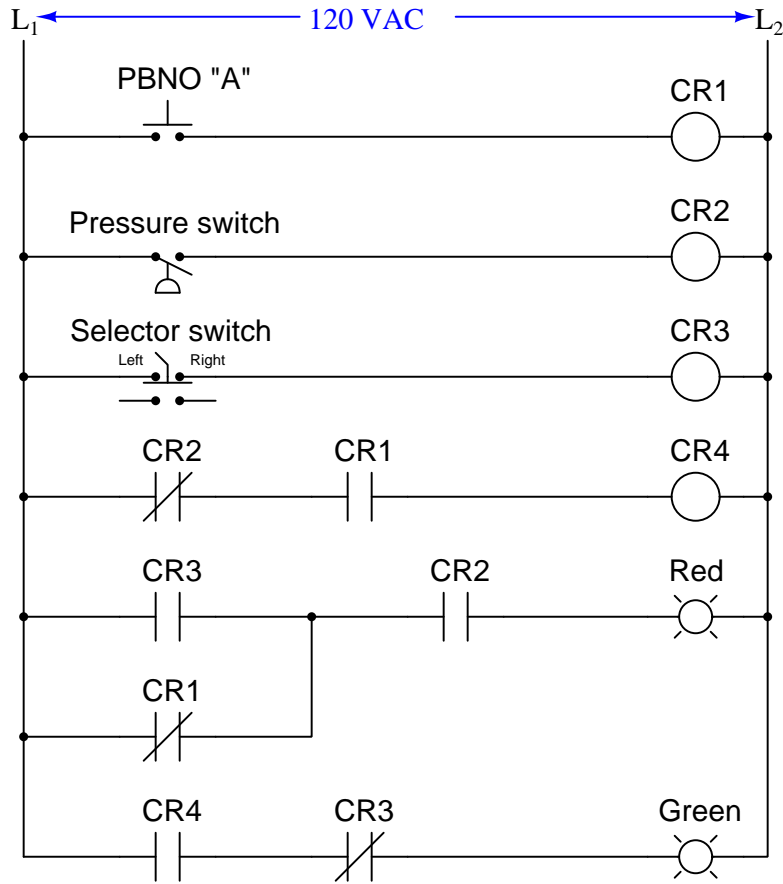 L1 120 VAC L2
PBNO "A"
CR1
Pressure switch
CR2
Selector switch
CR3
Left Right
CR2 CR1 CR4
CR3 CR2 Red
CR1
CR4 CR3 Green